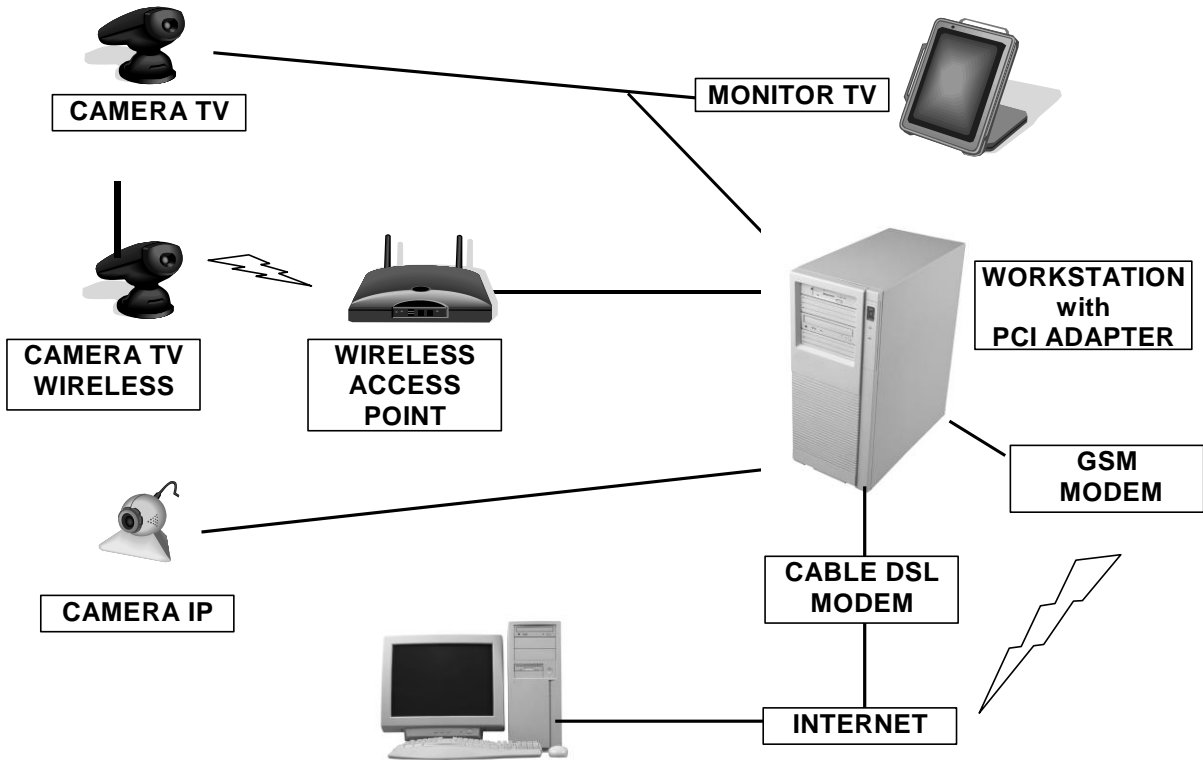 CAMERA TV
MONITOR TV
WORKSTATION
with
PCI ADAPTER
CAMERA TV
WIRELESS
WIRELESS
ACCESS
POINT
GSM
MODEM
CABLE DSL
MODEM
CAMERA IP
INTERNET